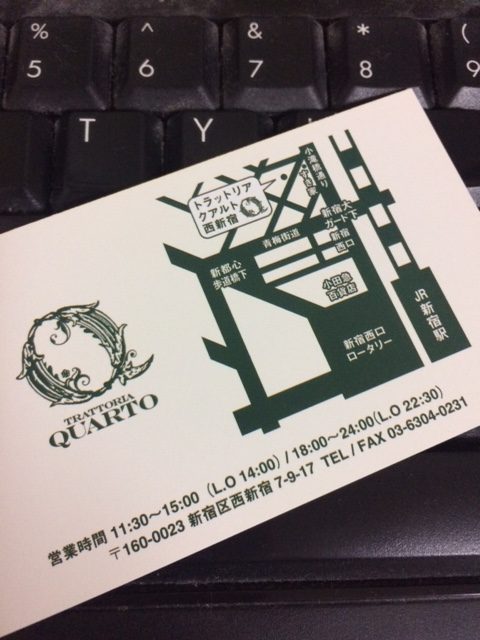 %
5
^
6
&
7
*
8
(
9
T
Y
トラットリア
クアルト
西新宿
小滝橋通り
青梅街道
新宿大
ガード下
新宿
西口
新都心
歩道橋下
小田急
百貨店
JR新宿駅
新宿西口
ロータリー
TRATTORIA
QUARTO
営業時間 11:30〜15:00 (L.O 14:00) / 18:00〜24:00(L.O 22:30)
〒160-0023 新宿区西新宿 7-9-17 TEL / FAX 03-6304-0231